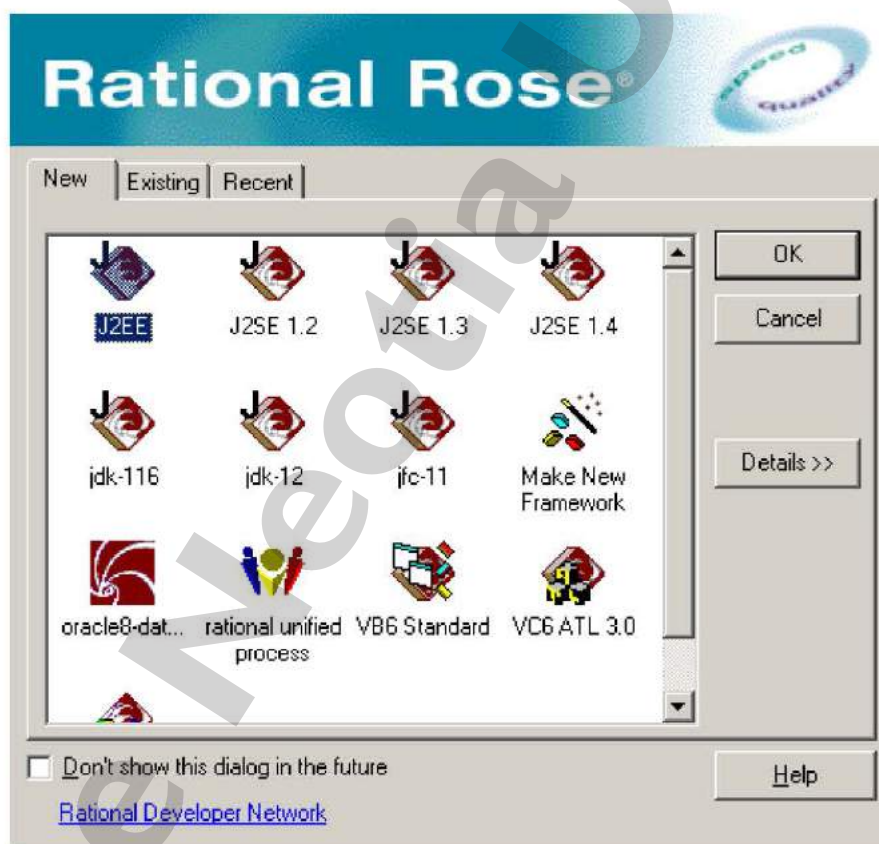 Rational Rose®
speed
quality
New Existing Recent
J2EE J2SE 1.2 J2SE 1.3 J2SE 1.4
OK
Cancel
jdk-116 jdk-12 jfc-11 Make New
Framework
Details >>
oracle8-dat... rational unified
process VB6 Standard VC6 ATL 3.0
Don't show this dialog in the future
Help
Rational Developer Network
e Neotia U